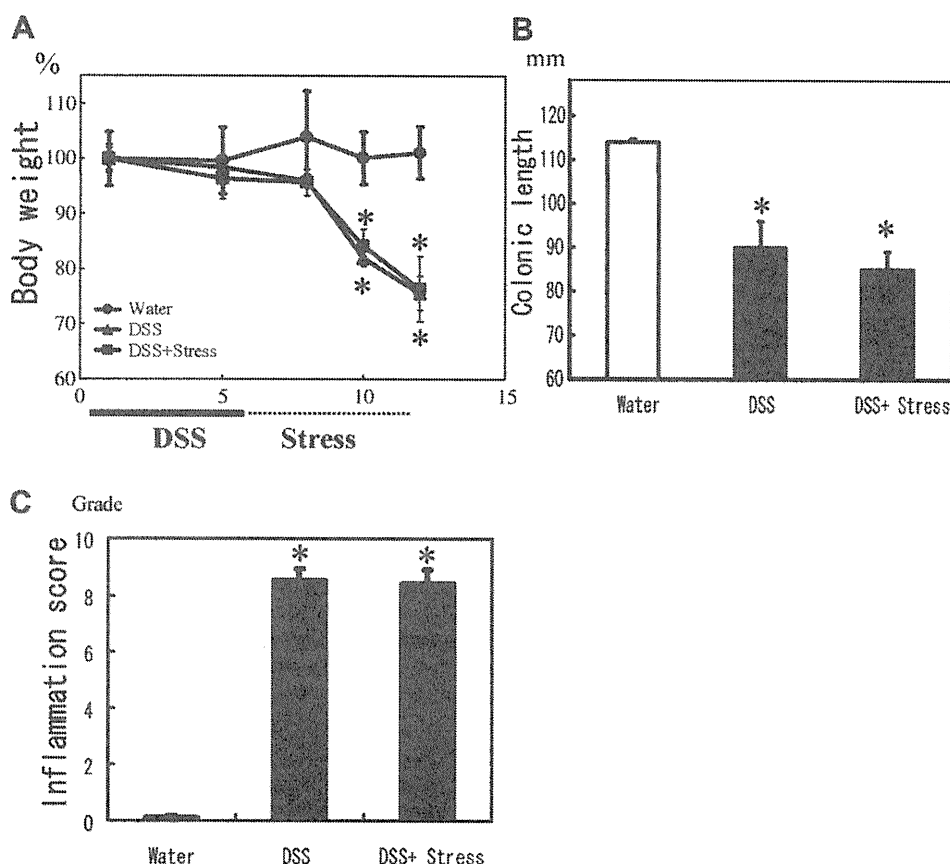 A
%
Body weight
110
100
90
80
70
60
*
*
*
*
Water
DSS
DSS+Stress
0
5
10
15
DSS
Stress
B
mm
Colonic length
120
110
100
90
80
70
60
*
*
Water
DSS
DSS+ Stress
C
Grade
Inflammation score
10
8
6
4
2
0
*
*
Water
DSS
DSS+ Stress